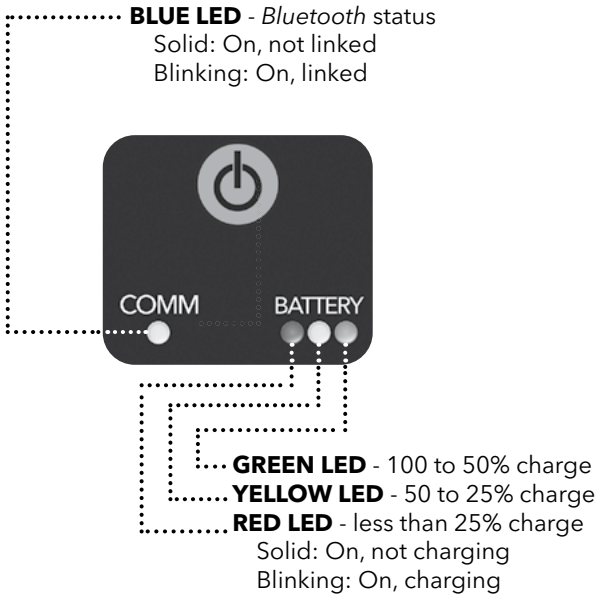 BLUE LED - Bluetooth status
Solid: On, not linked
Blinking: On, linked
COMM
BATTERY
GREEN LED - 100 to 50% charge
YELLOW LED - 50 to 25% charge
RED LED - less than 25% charge
Solid: On, not charging
Blinking: On, charging